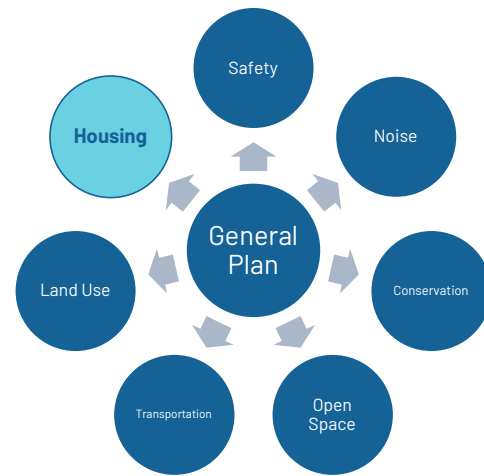 Safety
Housing
Noise
General
Plan
Land Use
Conservation
Transportation
Open
Space